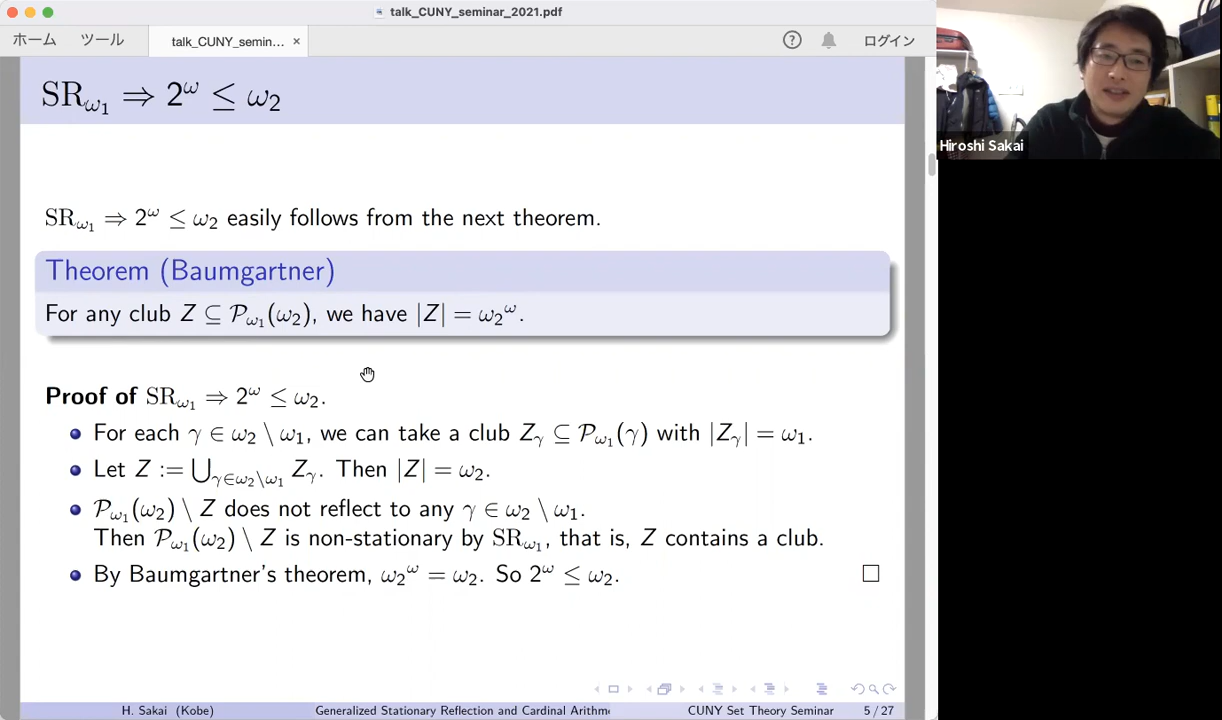 talk_CUNY_seminar_2021.pdf
ホーム ツール talk_CUNY_semin... × ログイン
SR_{ω₁} ⇒ 2^ω ≤ ω₂
Hiroshi Sakai
SR_{ω₁} ⇒ 2^ω ≤ ω₂ easily follows from the next theorem.
Theorem (Baumgartner)
For any club Z ⊆ 𝒫_{ω₁}(ω₂), we have |Z| = ω₂^ω.
Proof of SR_{ω₁} ⇒ 2^ω ≤ ω₂.
For each γ ∈ ω₂ \ ω₁, we can take a club Z_γ ⊆ 𝒫_{ω₁}(γ) with |Z_γ| = ω₁.
Let Z := ⋃_{γ∈ω₂\ω₁} Z_γ. Then |Z| = ω₂.
𝒫_{ω₁}(ω₂) \ Z does not reflect to any γ ∈ ω₂ \ ω₁.
Then 𝒫_{ω₁}(ω₂) \ Z is non-stationary by SR_{ω₁}, that is, Z contains a club.
By Baumgartner's theorem, ω₂^ω = ω₂. So 2^ω ≤ ω₂. □
H. Sakai (Kobe) Generalized Stationary Reflection and Cardinal Arithm CUNY Set Theory Seminar 5 / 27